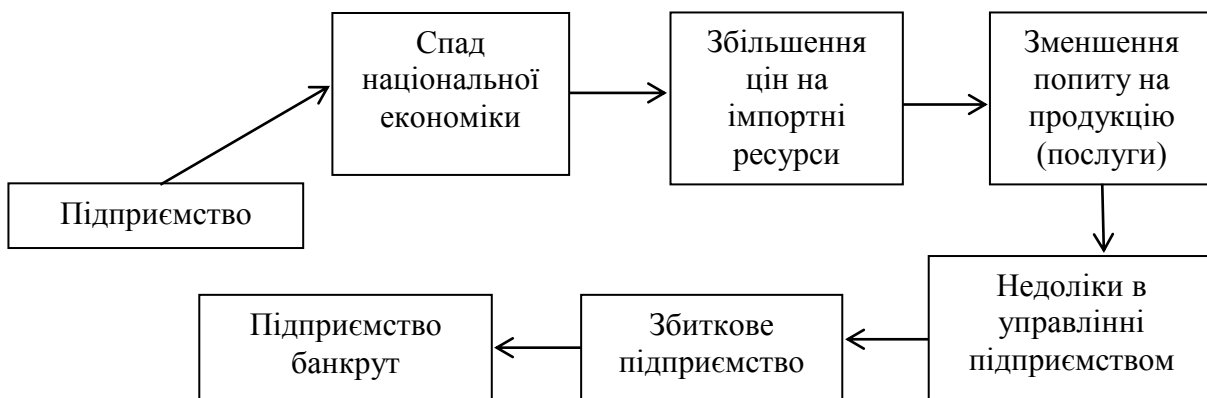 Підприємство
Спад
національної
економіки
Збільшення
цін на
імпортні
ресурси
Зменшення
попиту на
продукцію
(послуги)
Недоліки в
управлінні
підприємством
Збиткове
підприємство
Підприємство
банкрут